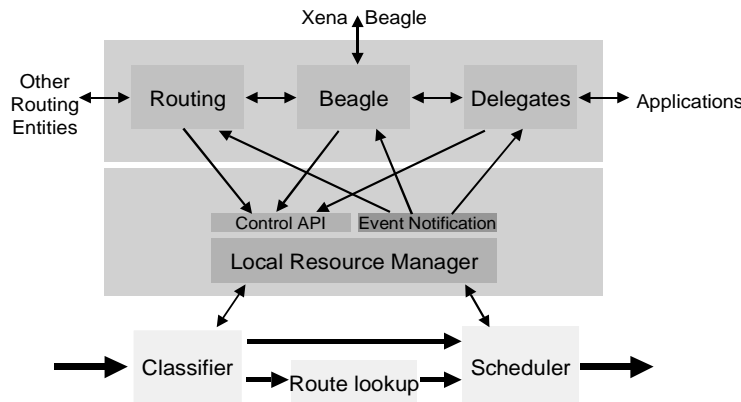 Xena Beagle
Other
Routing
Entities
Routing
Beagle
Delegates
Applications
Control API
Event Notification
Local Resource Manager
Classifier
Route lookup
Scheduler